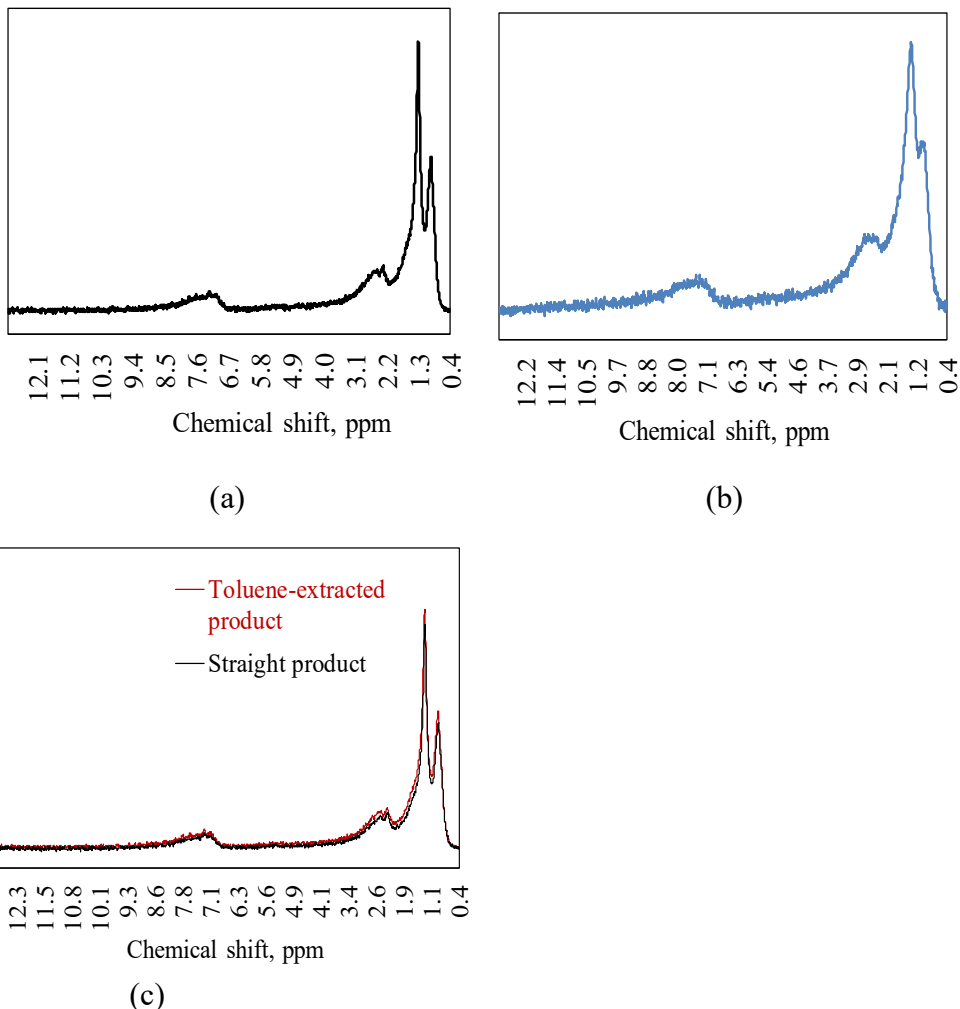 12.1 11.2 10.3 9.4 8.5 7.6 6.7 5.8 4.9 4.0 3.1 2.2 1.3 0.4
Chemical shift, ppm
(a)
12.2 11.4 10.5 9.7 8.8 8.0 7.1 6.3 5.4 4.6 3.7 2.9 2.1 1.2 0.4
Chemical shift, ppm
(b)
Toluene-extracted
product
Straight product
12.3 11.5 10.8 10.1 9.3 8.6 7.8 7.1 6.3 5.6 4.9 4.1 3.4 2.6 1.9 1.1 0.4
Chemical shift, ppm
(c)